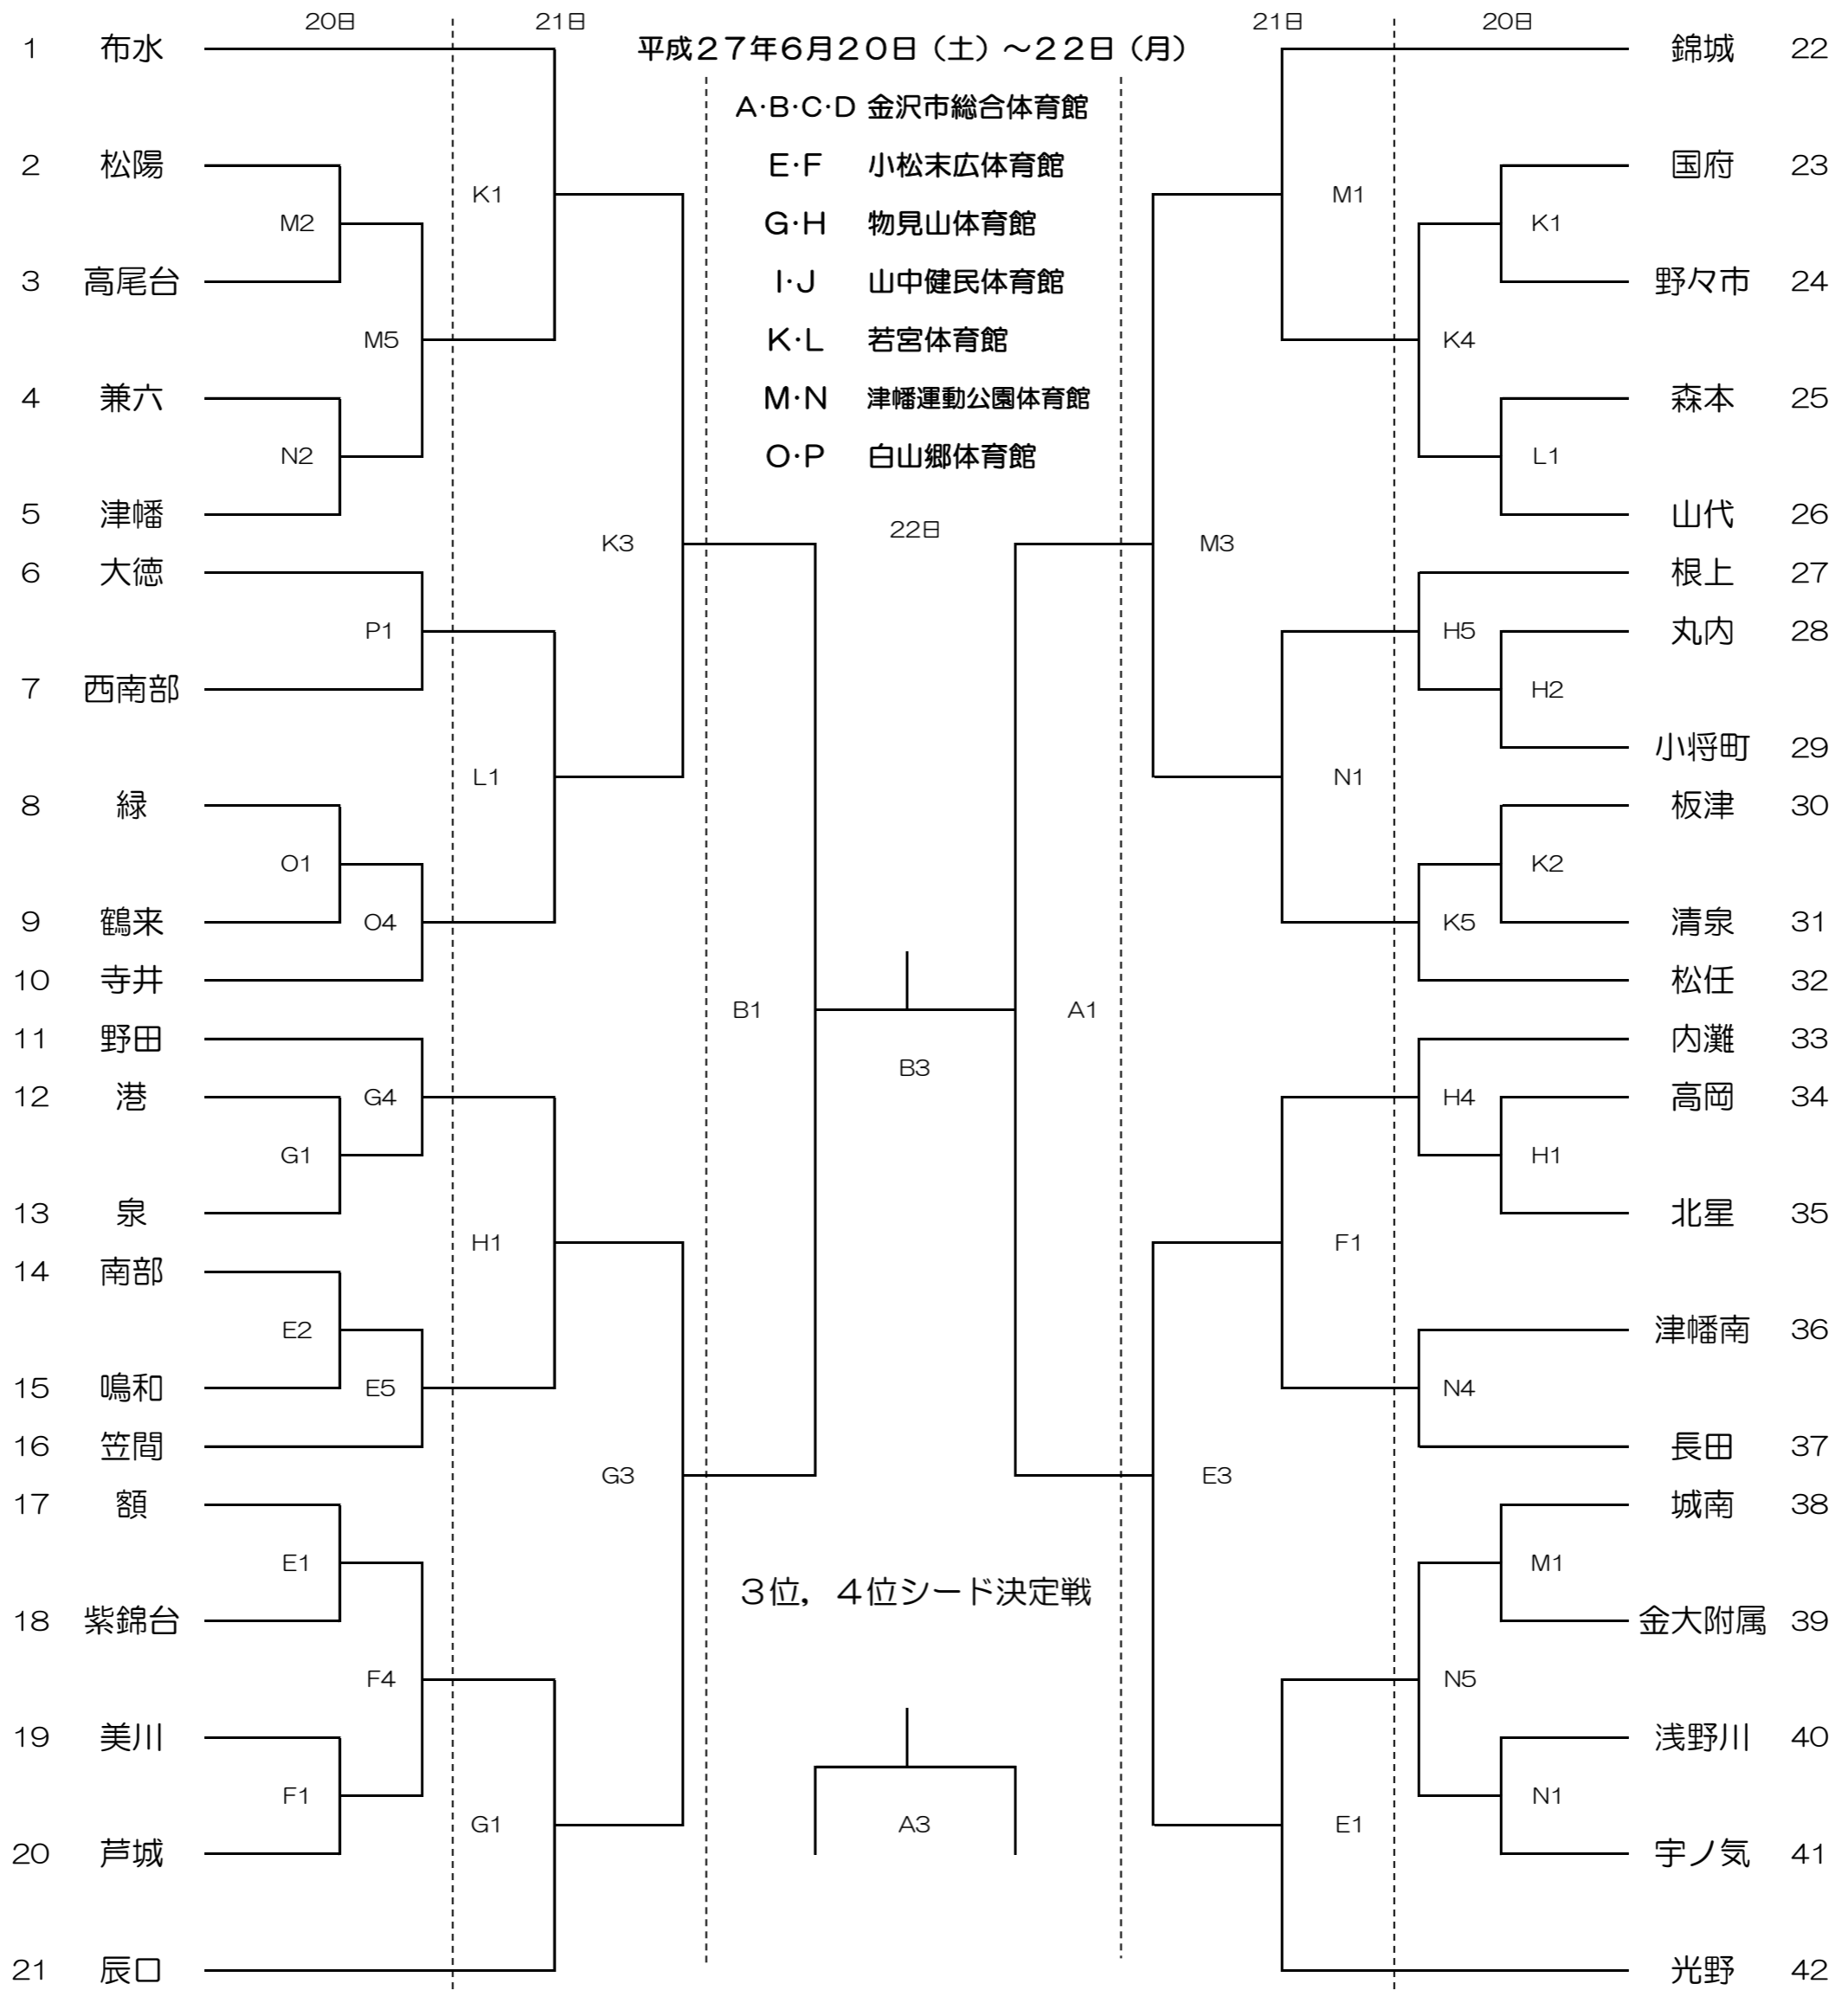 20日 21日 21日 20日
1 布水 平成27年6月20日（土）～22日（月） 錦城 22
A・B・C・D 金沢市総合体育館
2 松陽 E・F 小松末広体育館 国府 23
K1 M1
M2 G・H 物見山体育館 K1
3 高尾台 I・J 山中健民体育館 野々市 24
M5 K・L 若宮体育館 K4
4 兼六 M・N 津幡運動公園体育館 森本 25
N2 O・P 白山郷体育館 L1
5 津幡 山代 26
22日
K3 M3
6 大徳 根上 27
P1 H5 丸内 28
7 西南部 H2
小将町 29
L1 N1
8 緑 板津 30
O1 K2
9 鶴来 O4 K5 清泉 31
10 寺井 松任 32
B1 A1
11 野田 内灘 33
B3
12 港 G4 H4 高岡 34
G1 H1
13 泉 北星 35
H1 F1
14 南部
E2 津幡南 36
15 鳴和 E5 N4
16 笠間 長田 37
G3 E3
17 額 城南 38
E1 M1
3位，4位シード決定戦
18 紫錦台 金大附属 39
F4 N5
19 美川 浅野川 40
F1 N1
G1 A3 E1
20 芦城 宇ノ気 41
21 辰口 光野 42